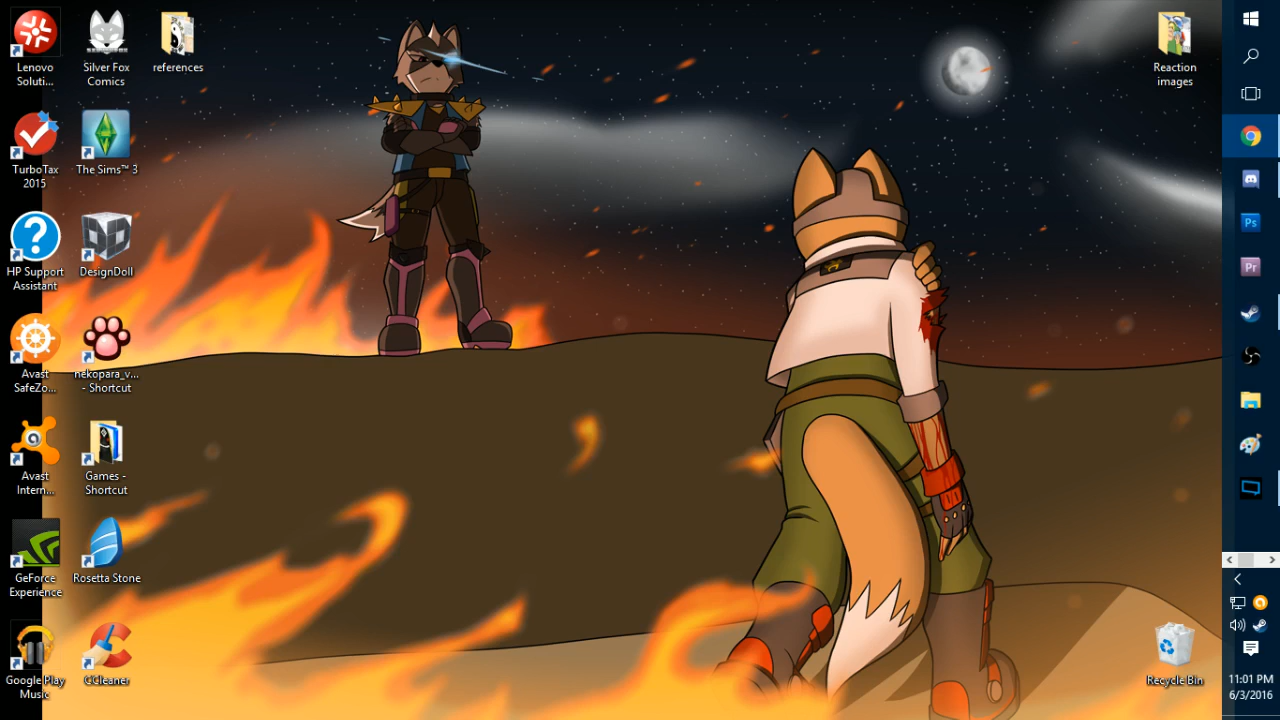 Lenovo
Soluti...
Silver Fox
Comics
references
Reaction
images
TurboTax
2015
The Sims™ 3
HP Support
Assistant
DesignDoll
Avast
SafeZo...
nekopara_v...
- Shortcut
Avast
Intern...
Games -
Shortcut
GeForce
Experience
Rosetta Stone
Google Play
Music
CCleaner
Recycle Bin
Ps
Pr
11:01 PM
6/3/2016